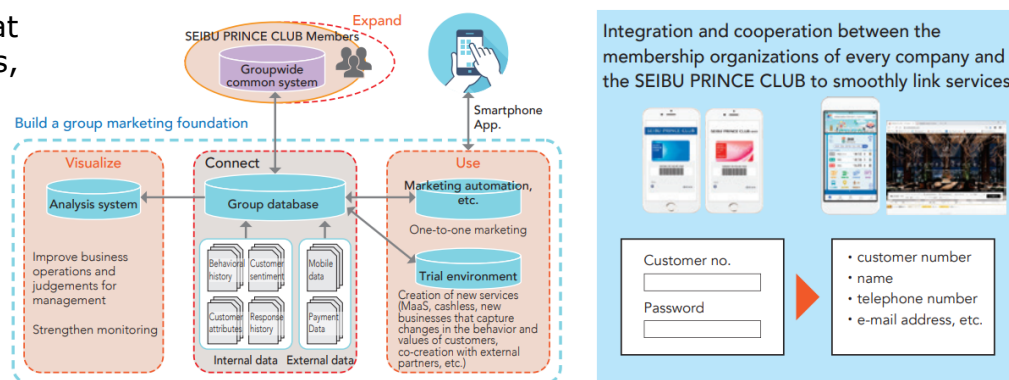 at
s,
Expand
SEIBU PRINCE CLUB Members
Groupwide
common system
Smartphone
App.
Build a group marketing foundation
Visualize
Analysis system
Improve business
operations and
judgements for
management
Strengthen monitoring
Connect
Group database
Behavioral
history
Customer
sentiment
Customer
attributes
Response
history
Internal data
Mobile
data
Payment
Data
External data
Use
Marketing automation,
etc.
One-to-one marketing
Trial environment
Creation of new services
(MaaS, cashless, new
businesses that capture
changes in the behavior and
values of customers,
co-creation with external
partners, etc.)
Integration and cooperation between the
membership organizations of every company and
the SEIBU PRINCE CLUB to smoothly link services
SEIBU PRINCE CLUB
SEIBU PRINCE CLUB
Customer no.
Password
• customer number
• name
• telephone number
• e-mail address, etc.